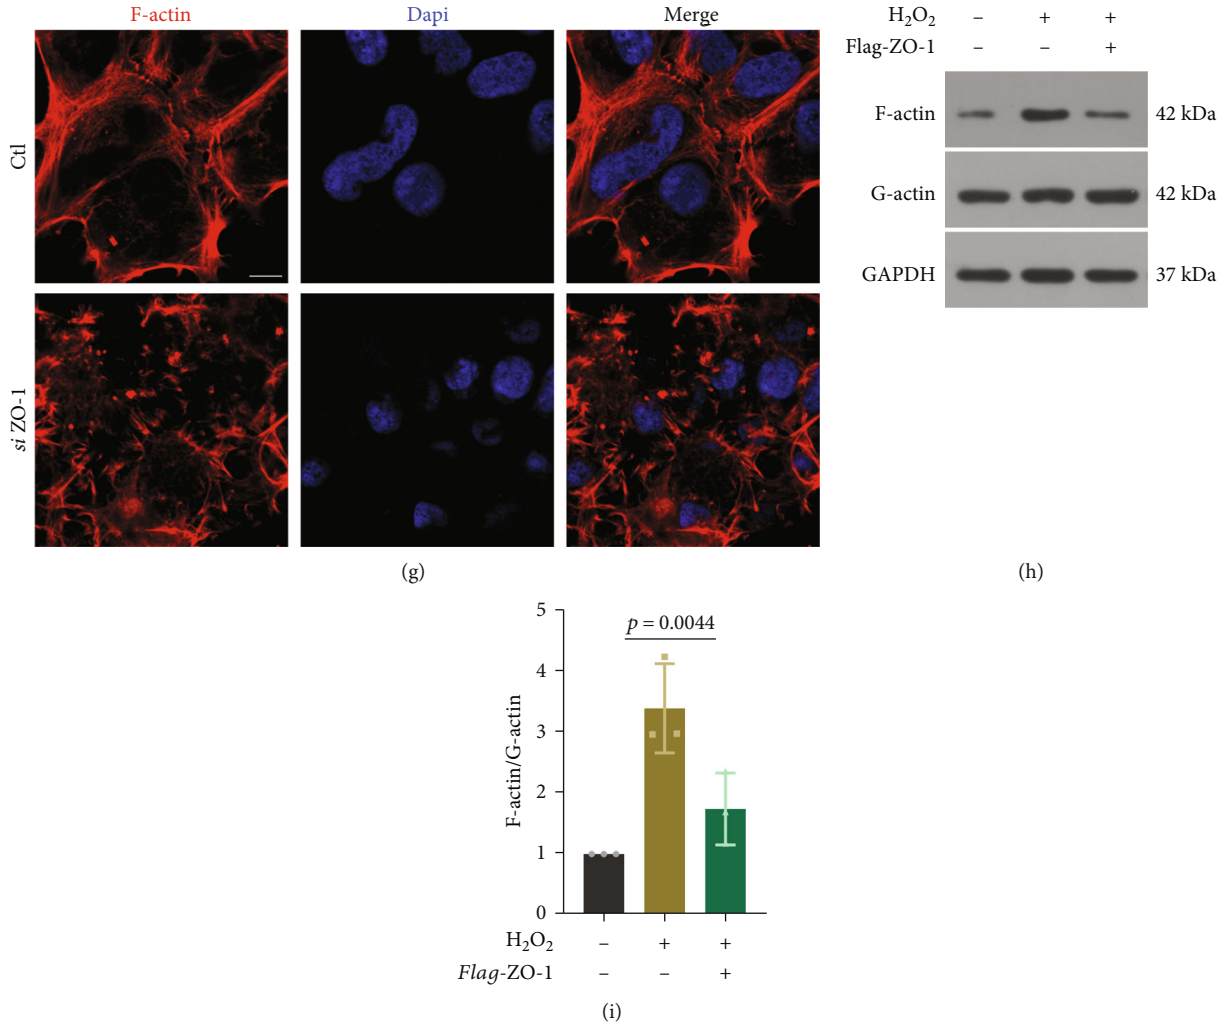 F-actin Dapi Merge
Ctl
si ZO-1
(g)
H₂O₂ – + +
Flag-ZO-1 – – +
F-actin 42 kDa
G-actin 42 kDa
GAPDH 37 kDa
(h)
p = 0.0044
5
4
3
2
1
0
F-actin/G-actin
H₂O₂ – + +
Flag-ZO-1 – – +
(i)